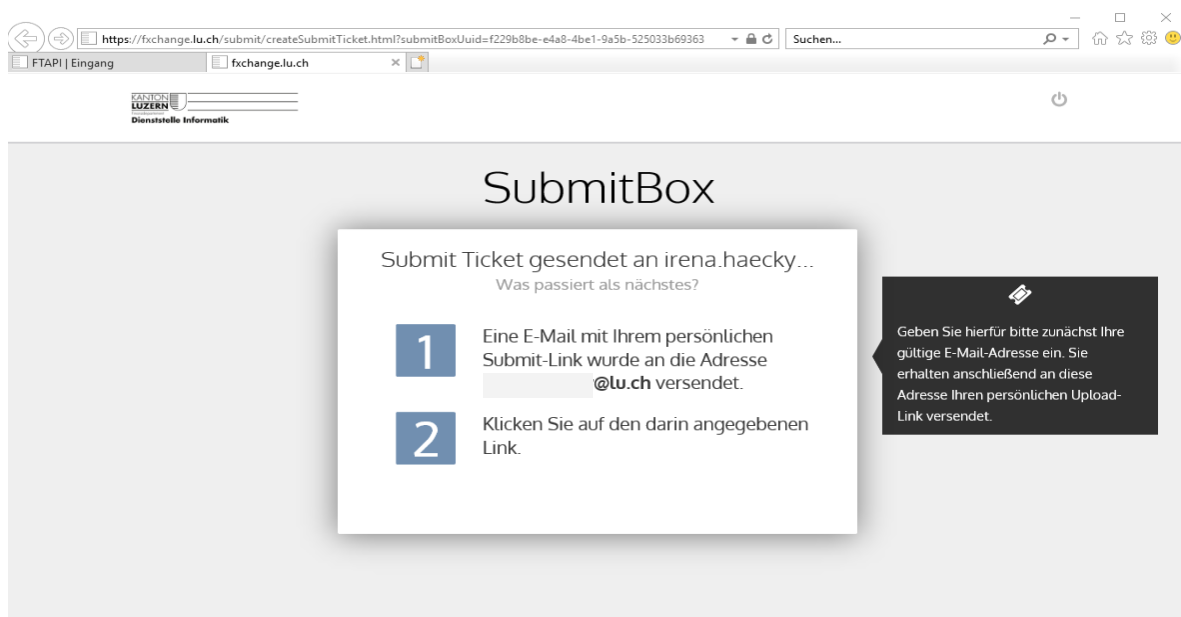 https://fxchange.lu.ch/submit/createSubmitTicket.html?submitBoxUuid=f229b8be-e4a8-4be1-9a5b-525033b69363
Suchen...
FTAPI | Eingang
fxchange.lu.ch
KANTON
LUZERN
Dienststelle Informatik
SubmitBox
Submit Ticket gesendet an irena.haecky...
Was passiert als nächstes?
1
Eine E-Mail mit Ihrem persönlichen
Submit-Link wurde an die Adresse
@lu.ch versendet.
2
Klicken Sie auf den darin angegebenen
Link.
Geben Sie hierfür bitte zunächst Ihre
gültige E-Mail-Adresse ein. Sie
erhalten anschließend an diese
Adresse Ihren persönlichen Upload-
Link versendet.